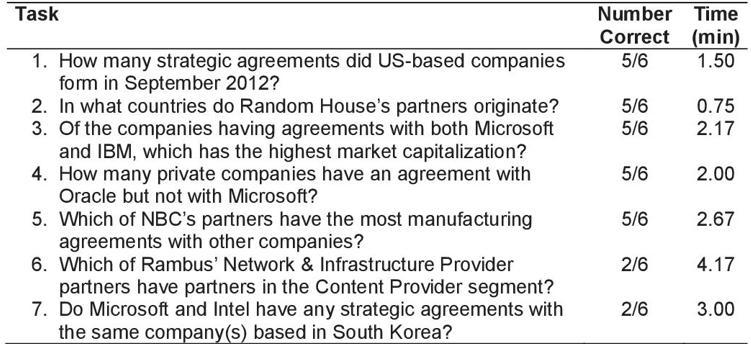 Task Number Correct Time (min)
1. How many strategic agreements did US-based companies 5/6 1.50
form in September 2012?
2. In what countries do Random House's partners originate? 5/6 0.75
3. Of the companies having agreements with both Microsoft 5/6 2.17
and IBM, which has the highest market capitalization?
4. How many private companies have an agreement with 5/6 2.00
Oracle but not with Microsoft?
5. Which of NBC's partners have the most manufacturing 5/6 2.67
agreements with other companies?
6. Which of Rambus' Network & Infrastructure Provider 2/6 4.17
partners have partners in the Content Provider segment?
7. Do Microsoft and Intel have any strategic agreements with 2/6 3.00
the same company(s) based in South Korea?